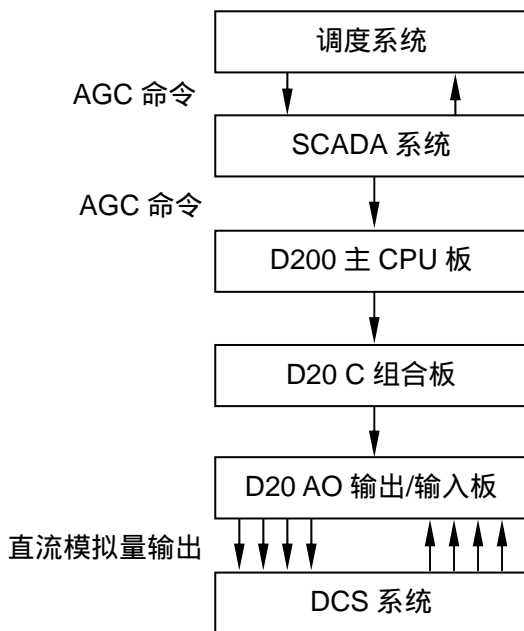 调度系统
AGC 命令
SCADA 系统
AGC 命令
D200 主 CPU 板
D20 C 组合板
D20 AO 输出/输入板
直流模拟量输出
DCS 系统